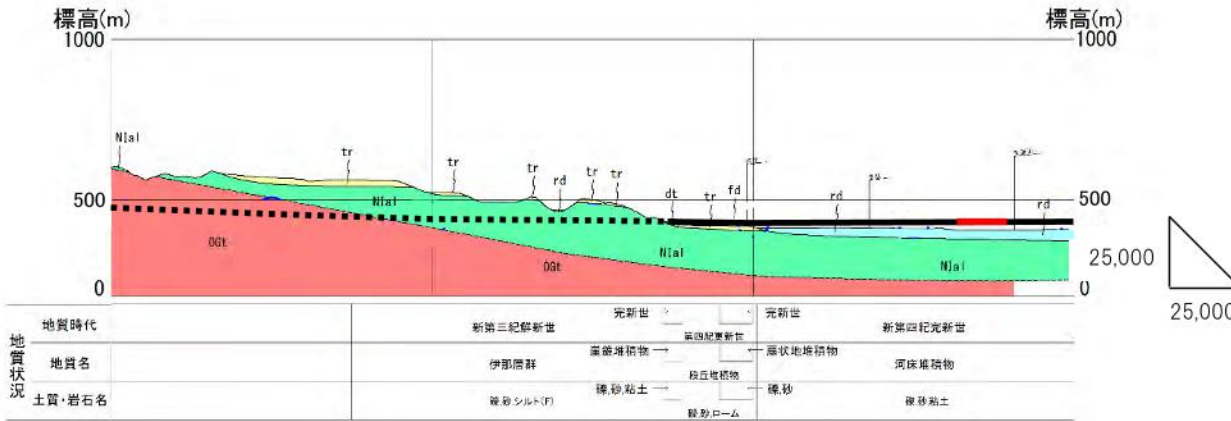 標高(m)
標高(m)
1000
1000
NIal
tr
tr
tr
rd
tr
tr
dt
tr
fd
rd
rd
500
500
NIal
OGt
OGt
NIal
NIal
0
0
25,000
25,000
地質状況
地質時代
新第三紀鮮新世
完新世
第四紀更新世
完新世
新第四紀完新世
地質名
伊那層群
崖錐堆積物
段丘堆積物
扇状地堆積物
河床堆積物
土質・岩石名
礫,砂,シルト(F)
礫,砂,粘土
礫,砂,ローム
礫,砂
礫,砂粘土